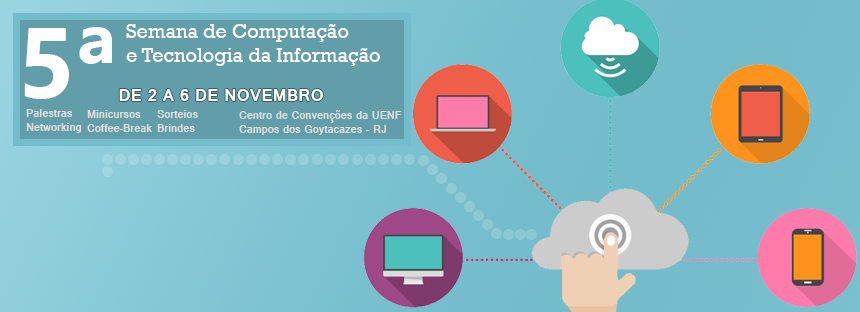 5ª
Semana de Computação
e Tecnologia da Informação
DE 2 A 6 DE NOVEMBRO
Palestras Minicursos Sorteios Centro de Convenções da UENF
Networking Coffee-Break Brindes Campos dos Goytacazes - RJ